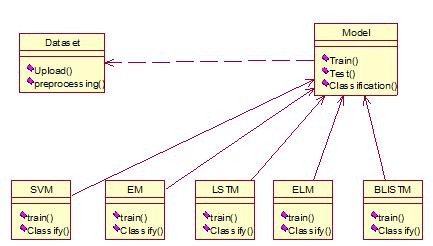 Dataset
Upload()
preprocessing()
Model
Train()
Test()
Classification()
SVM
train()
Classify()
EM
train()
Classify()
LSTM
train()
Classify()
ELM
train()
Classify()
BLISTM
train()
Classify()